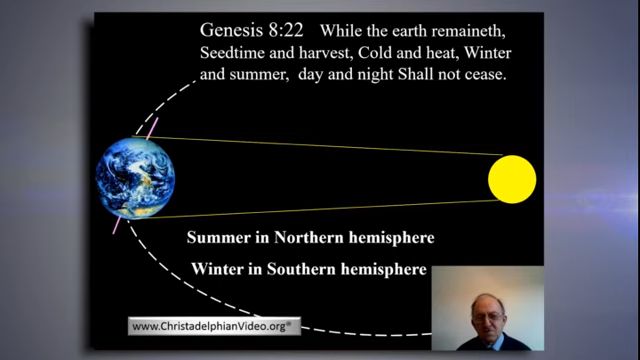 Genesis 8:22 While the earth remaineth,
Seedtime and harvest, Cold and heat, Winter
and summer, day and night Shall not cease.
Summer in Northern hemisphere
Winter in Southern hemisphere
www.ChristadelphianVideo.org®